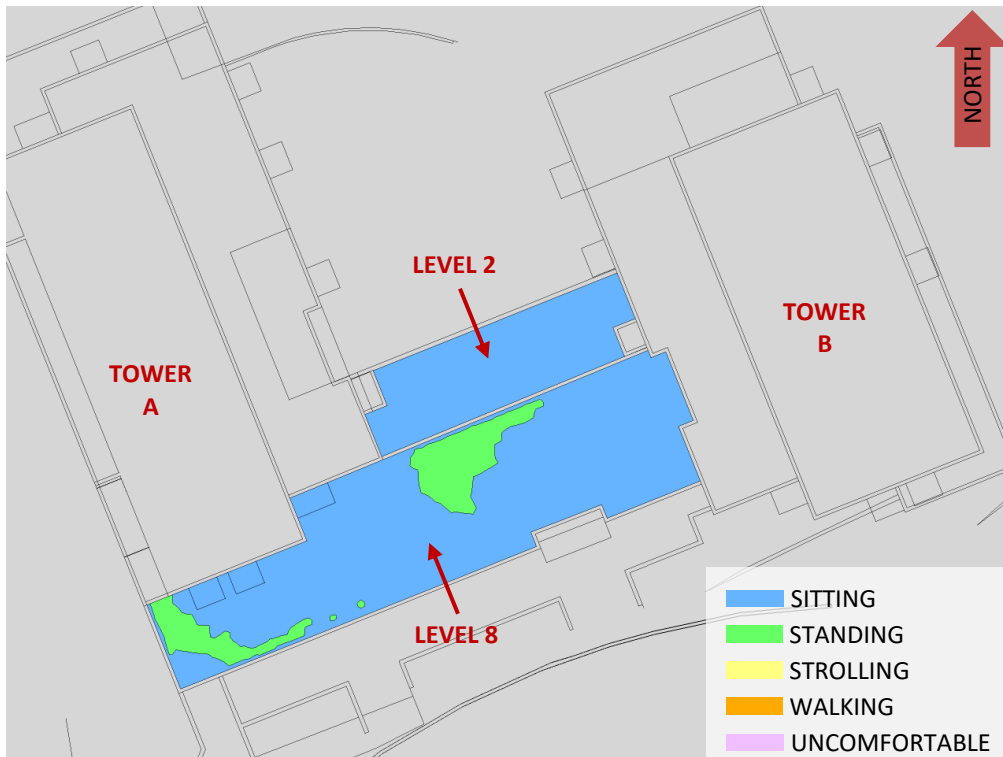 NORTH
LEVEL 2
TOWER
A
TOWER
B
LEVEL 8
SITTING
STANDING
STROLLING
WALKING
UNCOMFORTABLE